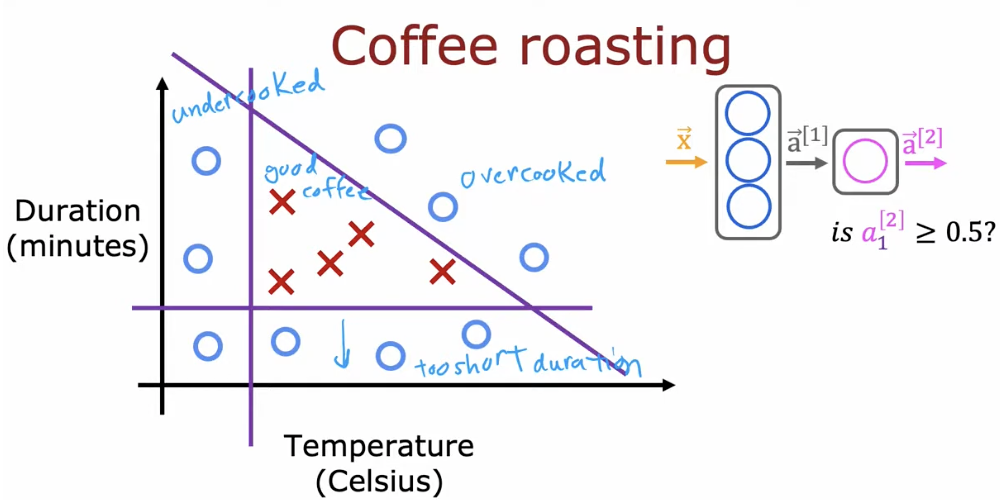 Coffee roasting
undercooked
good
coffee
overcooked
Duration
(minutes)
too short duration
Temperature
(Celsius)
x⃗
a⃗[1]
a⃗[2]
is a₁[2] ≥ 0.5?